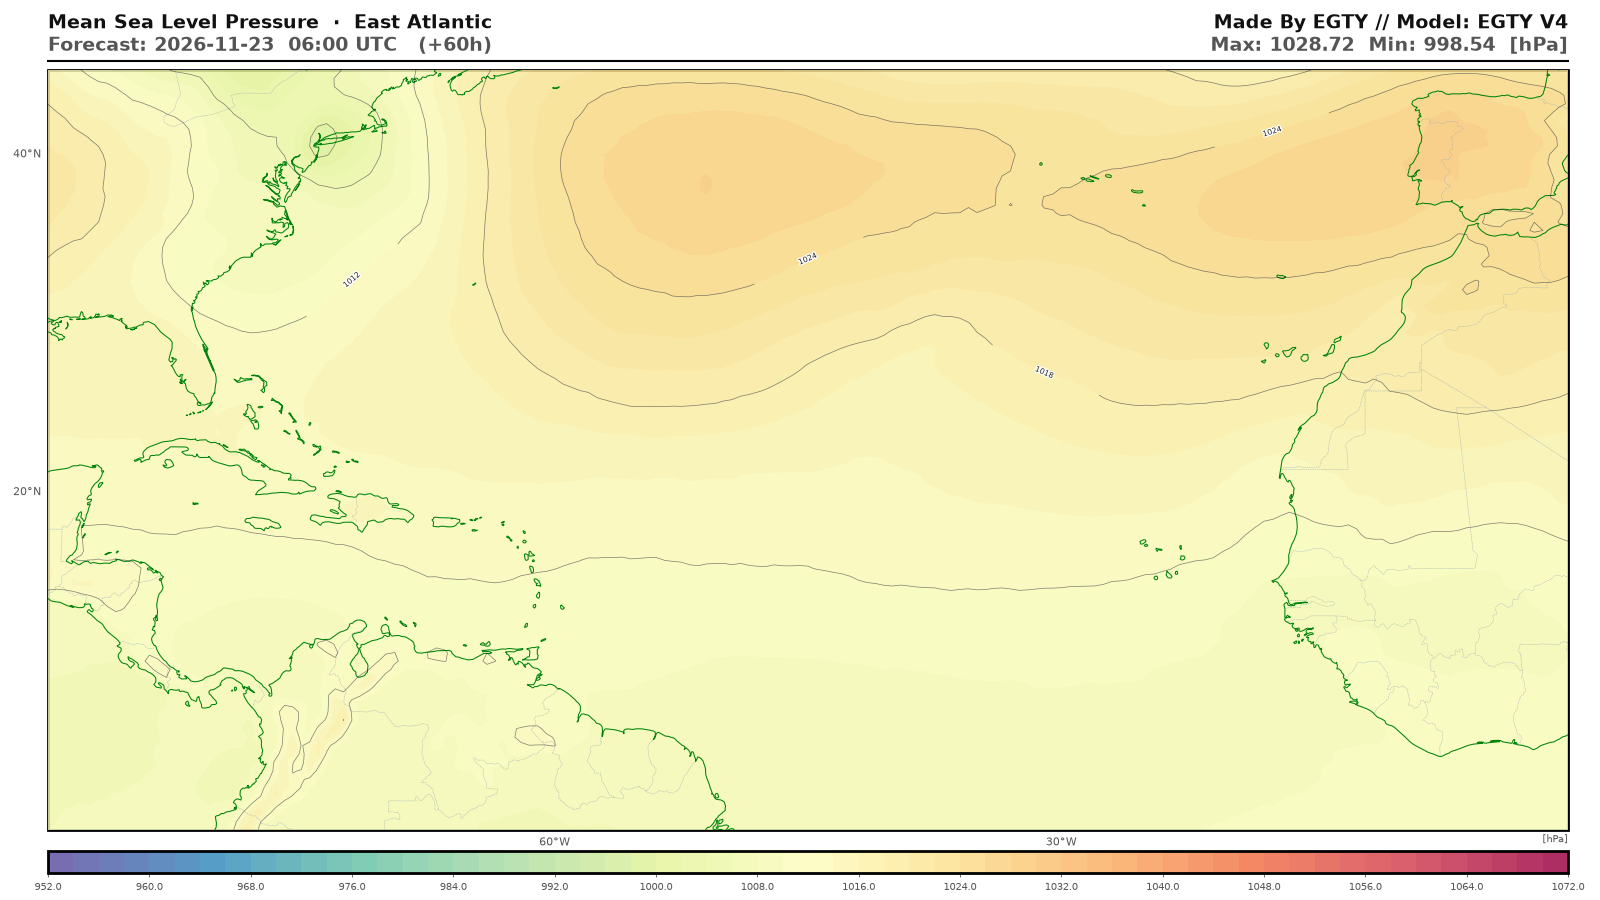 Mean Sea Level Pressure · East Atlantic
Made By EGTY // Model: EGTY V4
Forecast: 2026-11-23 06:00 UTC (+60h)
Max: 1028.72 Min: 998.54 [hPa]
1024
40°N
1024
1012
1018
20°N
60°W
30°W
[hPa]
952.0 960.0 968.0 976.0 984.0 992.0 1000.0 1008.0 1016.0 1024.0 1032.0 1040.0 1048.0 1056.0 1064.0 1072.0